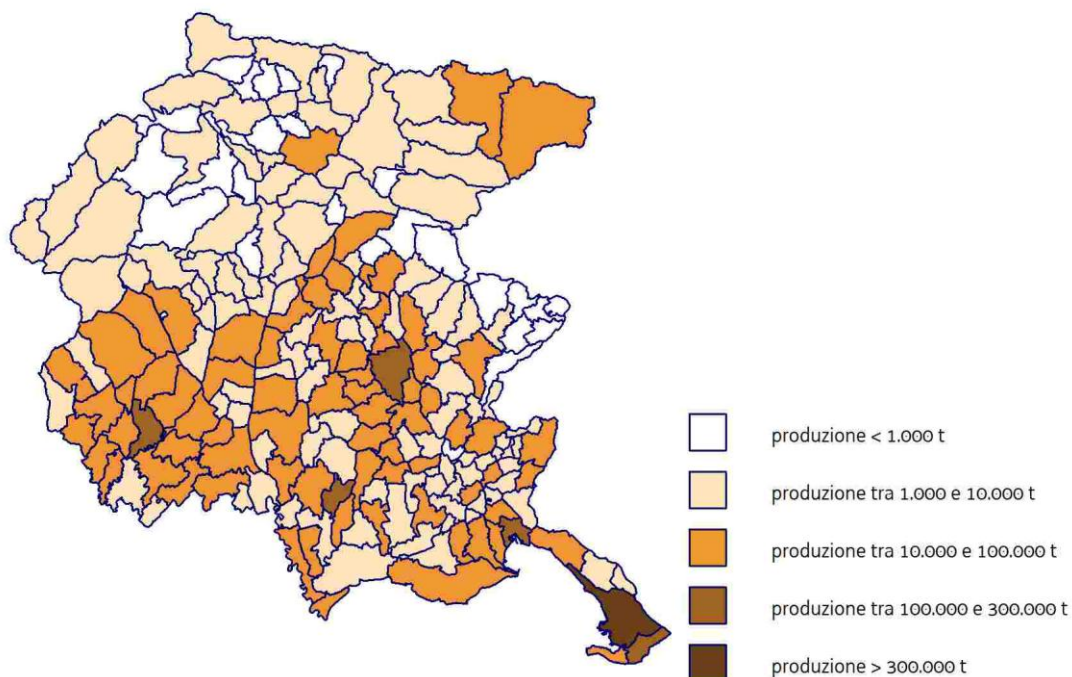 produzione < 1.000 t
produzione tra 1.000 e 10.000 t
produzione tra 10.000 e 100.000 t
produzione tra 100.000 e 300.000 t
produzione > 300.000 t